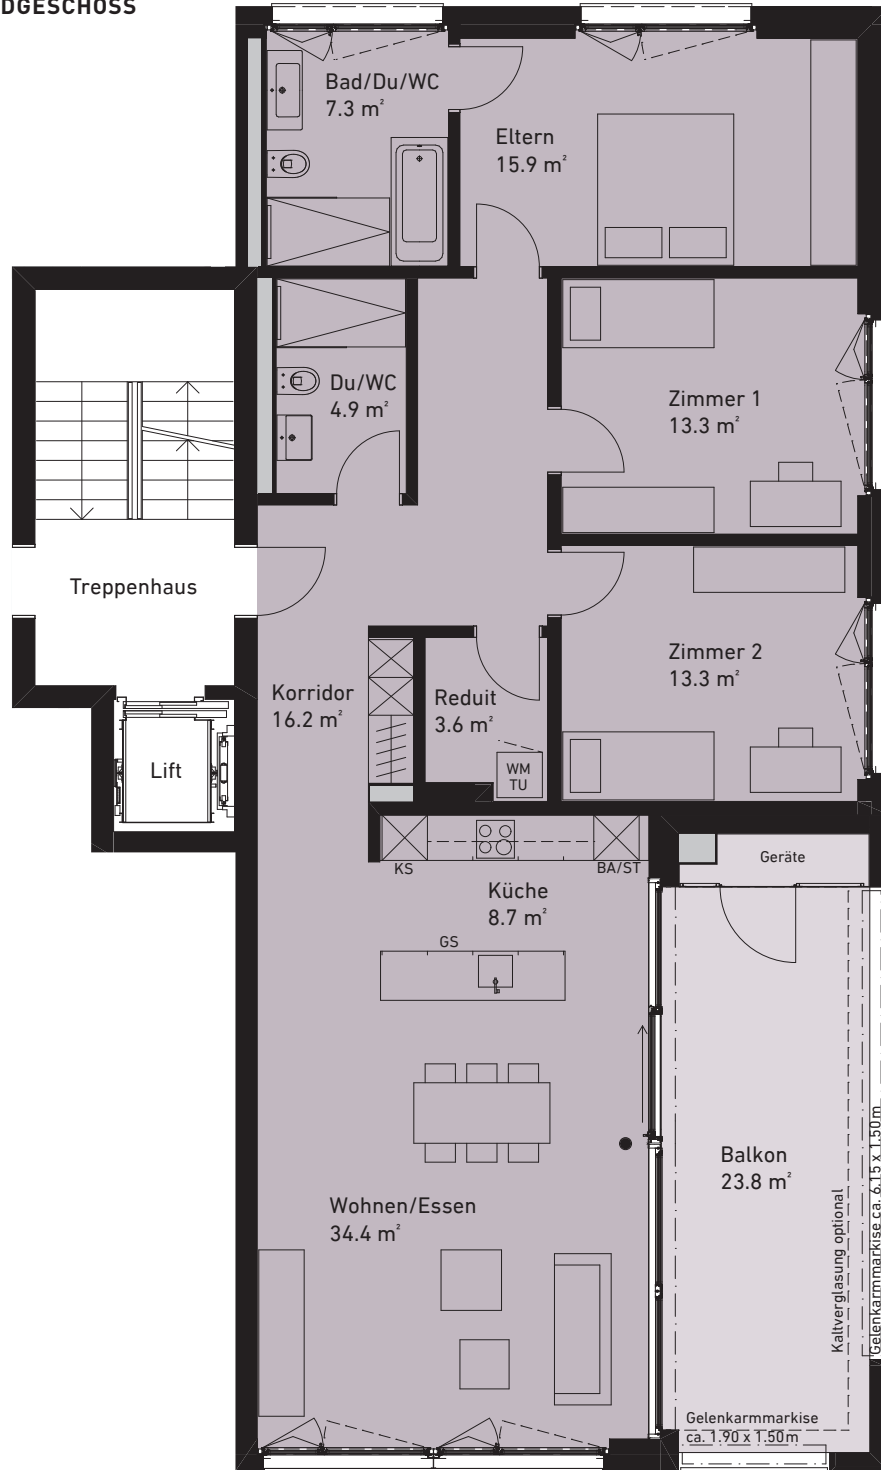 DGESCHOSS
Bad/Du/WC
7.3 m²
Eltern
15.9 m²
Du/WC
4.9 m²
Zimmer 1
13.3 m²
Treppenhaus
Zimmer 2
13.3 m²
Korridor
16.2 m²
Reduit
3.6 m²
Lift
WM
TU
KS
BA/ST
Geräte
Küche
8.7 m²
GS
Balkon
23.8 m²
Wohnen/Essen
34.4 m²
Kaltverglasung optional
Gelenkarmmarkise ca. 6.15 x 1.50m
Gelenkarmmarkise
ca. 1.90 x 1.50m